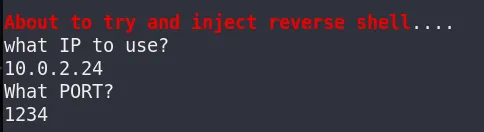 About to try and inject reverse shell....
what IP to use?
10.0.2.24
What PORT?
1234